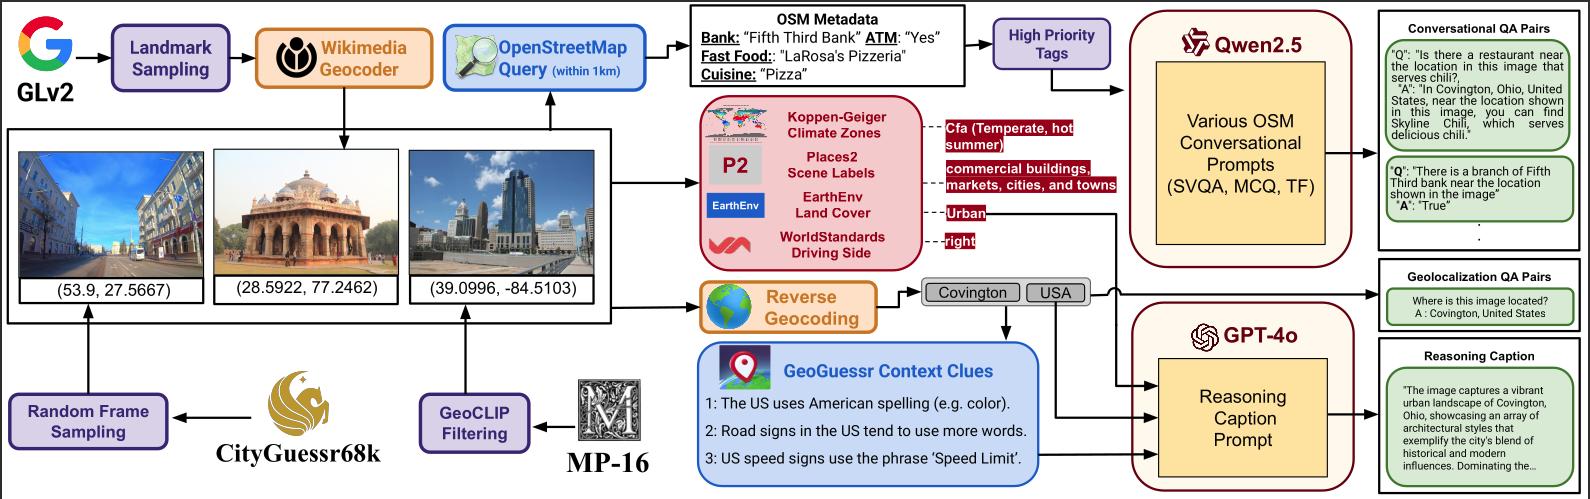 GLv2
Landmark
Sampling
Wikimedia
Geocoder
OpenStreetMap
Query (within 1km)
OSM Metadata
Bank: “Fifth Third Bank” ATM: “Yes”
Fast Food:: "LaRosa's Pizzeria"
Cuisine: “Pizza”
High Priority
Tags
Qwen2.5
Various OSM
Conversational
Prompts
(SVQA, MCQ, TF)
Conversational QA Pairs
"Q": "Is there a restaurant near
the location in this image that
serves chili?,
"A": "In Covington, Ohio, United
States, near the location shown
in this image, you can find
Skyline Chili, which serves
delicious chili."
"Q": "There is a branch of Fifth
Third bank near the location
shown in the image”
"A": "True”
.
.
(53.9, 27.5667)
(28.5922, 77.2462)
(39.0996, -84.5103)
Koppen-Geiger
Climate Zones
Cfa (Temperate, hot
summer)
P2
Places2
Scene Labels
commercial buildings,
markets, cities, and towns
EarthEnv
EarthEnv
Land Cover
Urban
WorldStandards
Driving Side
right
Reverse
Geocoding
Covington
USA
Geolocalization QA Pairs
Where is this image located?
A : Covington, United States
GeoGuessr Context Clues
1: The US uses American spelling (e.g. color).
2: Road signs in the US tend to use more words.
3: US speed signs use the phrase ‘Speed Limit’.
GPT-4o
Reasoning
Caption
Prompt
Reasoning Caption
"The image captures a vibrant
urban landscape of Covington,
Ohio, showcasing an array of
architectural styles that
exemplify the city's blend of
historical and modern
influences. Dominating the...
Random Frame
Sampling
CityGuessr68k
GeoCLIP
Filtering
M
MP-16